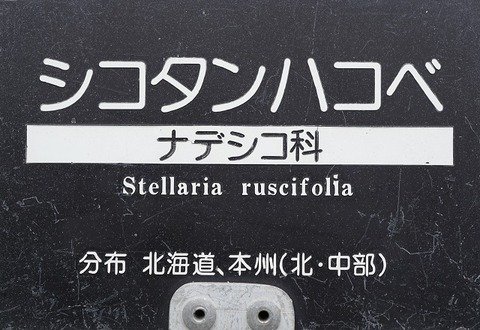 シコタンハコベ
ナデシコ科
Stellaria ruscifolia
分布 北海道、本州(北・中部)